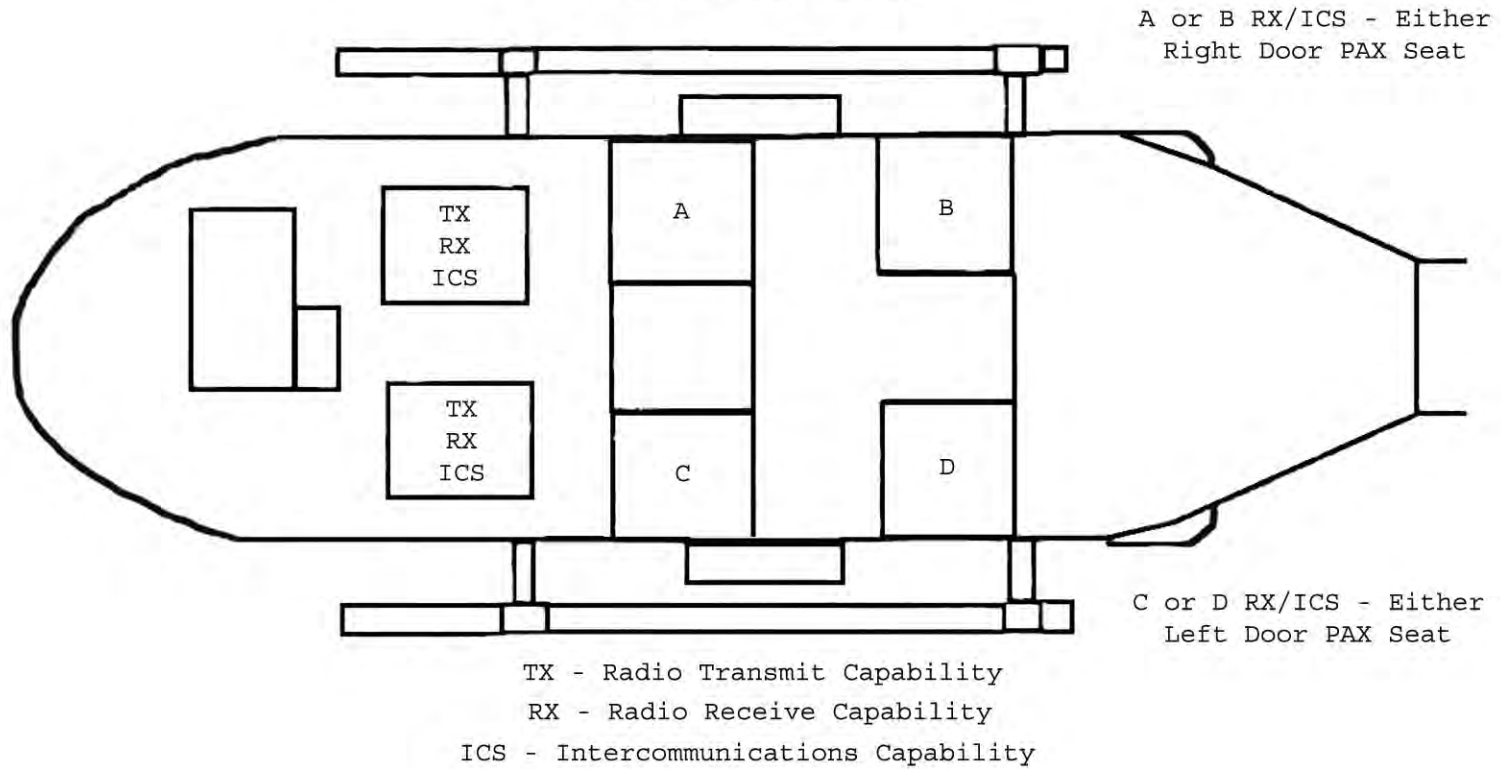 A or B RX/ICS - Either
Right Door PAX Seat
TX
RX
ICS
A
B
TX
RX
ICS
C
D
C or D RX/ICS - Either
Left Door PAX Seat
TX - Radio Transmit Capability
RX - Radio Receive Capability
ICS - Intercommunications Capability